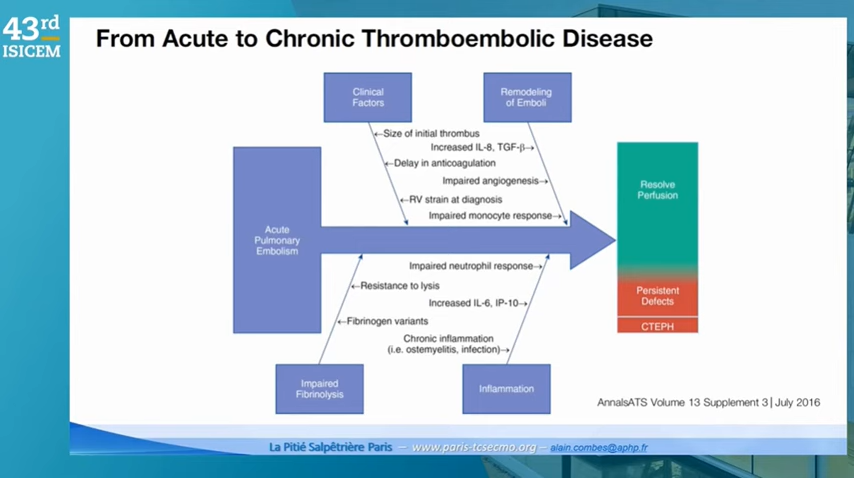 43rd
ISICEM
From Acute to Chronic Thromboembolic Disease
Clinical
Factors
Remodeling
of Emboli
Size of initial thrombus
Increased IL-8, TGF-β
Delay in anticoagulation
Impaired angiogenesis
RV strain at diagnosis
Impaired monocyte response
Acute
Pulmonary
Embolism
Resolve
Perfusion
Persistent
Defects
CTEPH
Impaired neutrophil response
Resistance to lysis
Increased IL-6, IP-10
Fibrinogen variants
Chronic inflammation
(i.e. ostemyelitis, infection)
Impaired
Fibrinolysis
Inflammation
AnnalsATS Volume 13 Supplement 3| July 2016
La Pitié Salpêtrière Paris – www.paris-tcsecmo.org – alain.combes@aphp.fr